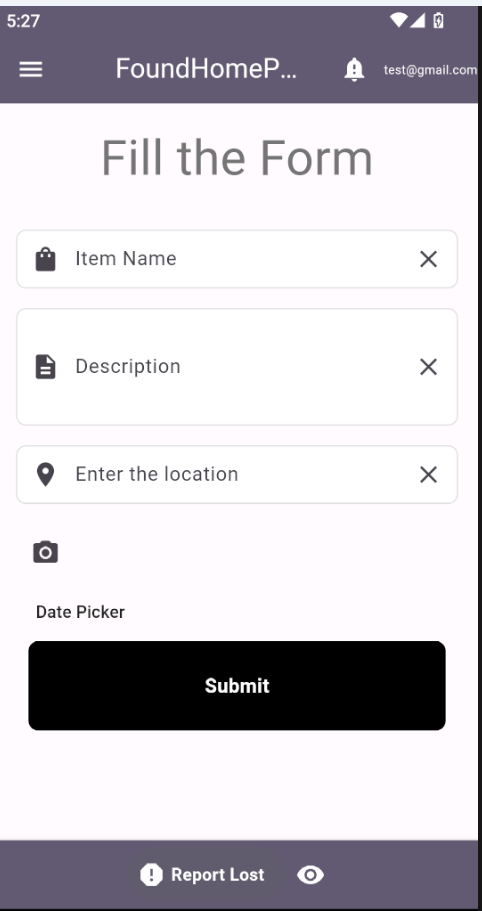 5:27
FoundHomeP...
test@gmail.com
Fill the Form
Item Name
Description
Enter the location
Date Picker
Submit
Report Lost